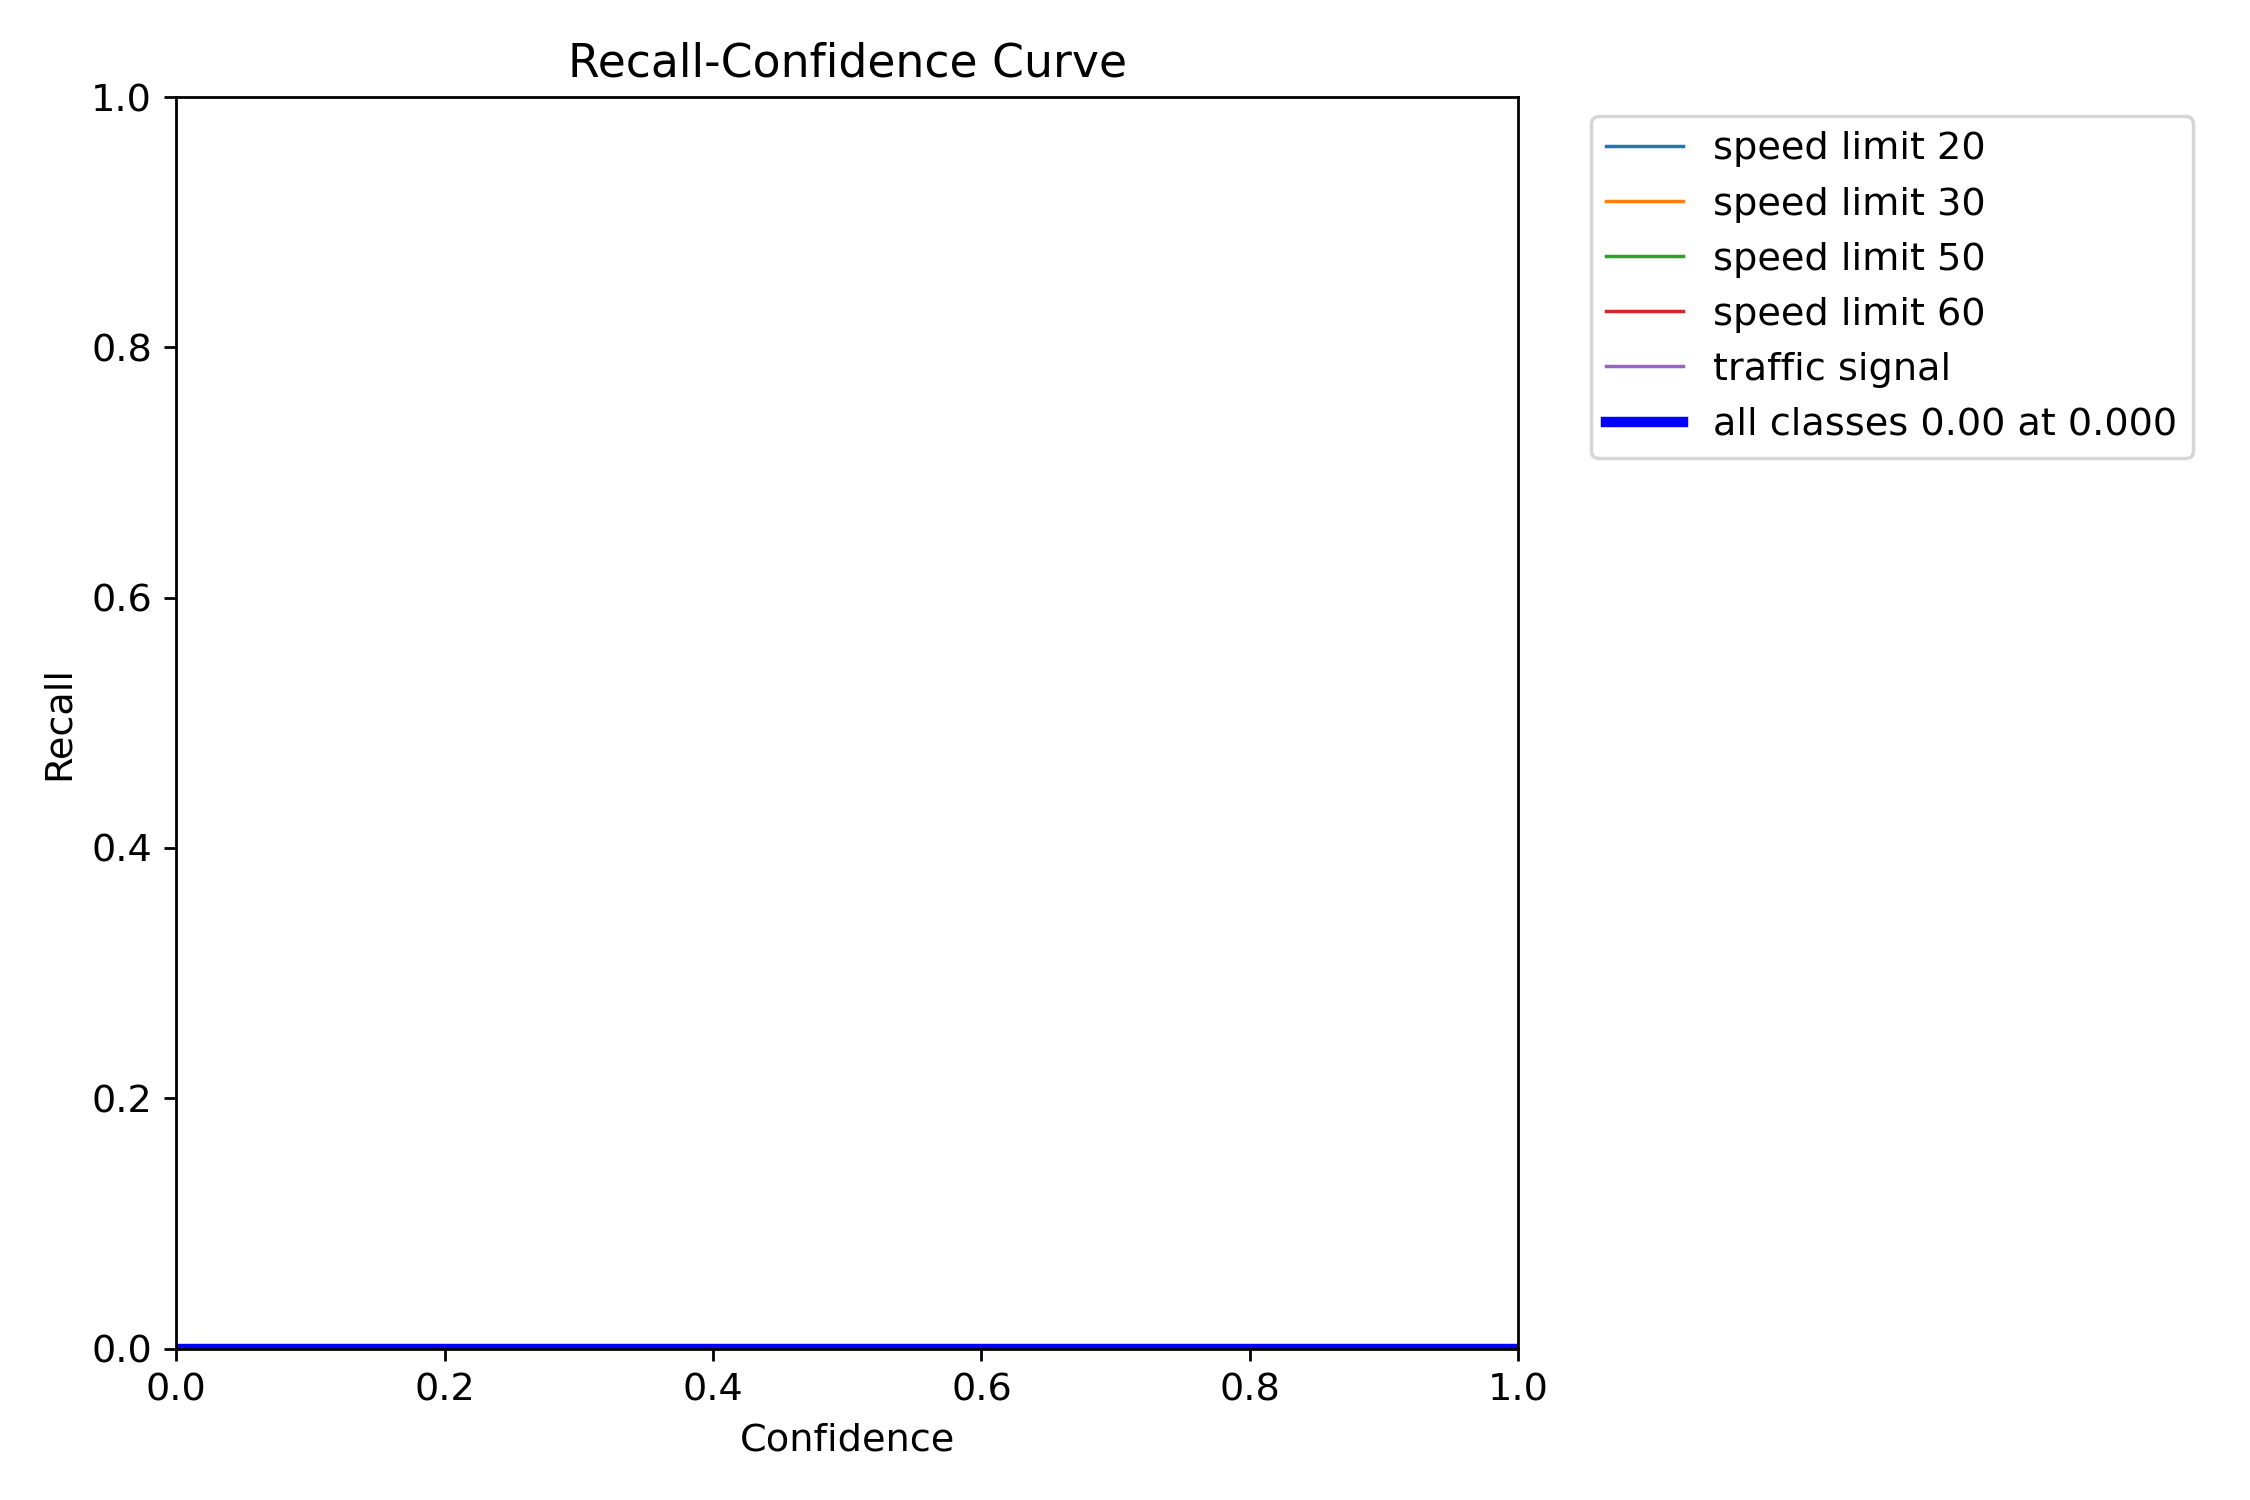 Recall-Confidence Curve
1.0
0.8
0.6
0.4
0.2
0.0
Recall
0.0 0.2 0.4 0.6 0.8 1.0
Confidence
speed limit 20
speed limit 30
speed limit 50
speed limit 60
traffic signal
all classes 0.00 at 0.000